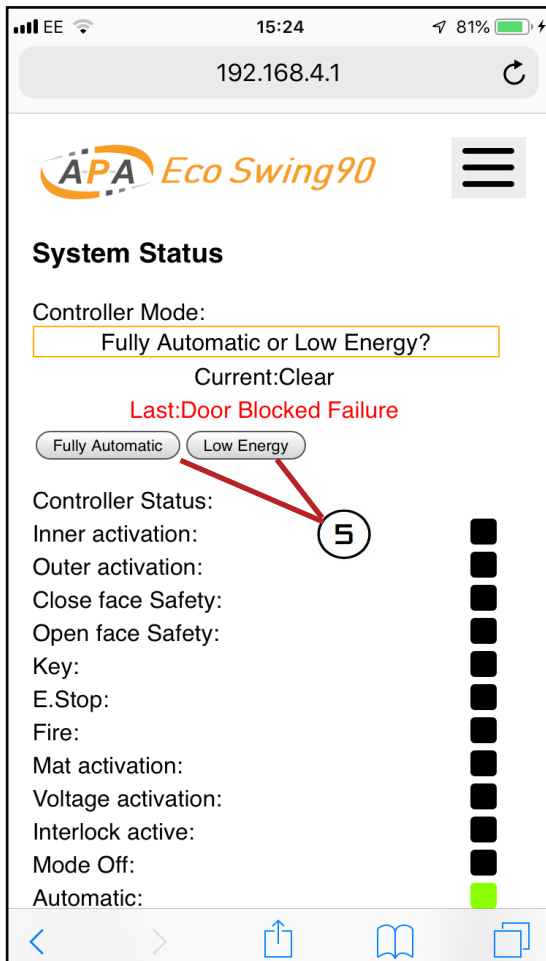 EE 15:24 81%
192.168.4.1
APA Eco Swing90
System Status
Controller Mode:
Fully Automatic or Low Energy?
Current:Clear
Last:Door Blocked Failure
Fully Automatic Low Energy
Controller Status:
5
Inner activation:
Outer activation:
Close face Safety:
Open face Safety:
Key:
E.Stop:
Fire:
Mat activation:
Voltage activation:
Interlock active:
Mode Off:
Automatic: